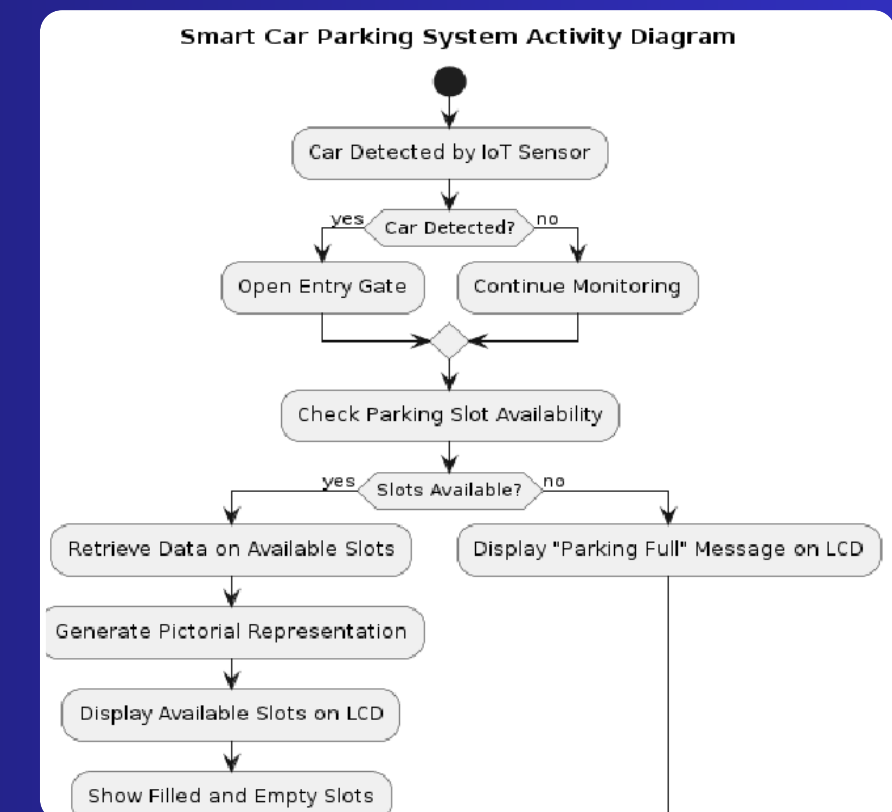 Smart Car Parking System Activity Diagram
Car Detected by IoT Sensor
yes
Car Detected?
no
Open Entry Gate
Continue Monitoring
Check Parking Slot Availability
yes
Slots Available?
no
Retrieve Data on Available Slots
Display "Parking Full" Message on LCD
Generate Pictorial Representation
Display Available Slots on LCD
Show Filled and Empty Slots